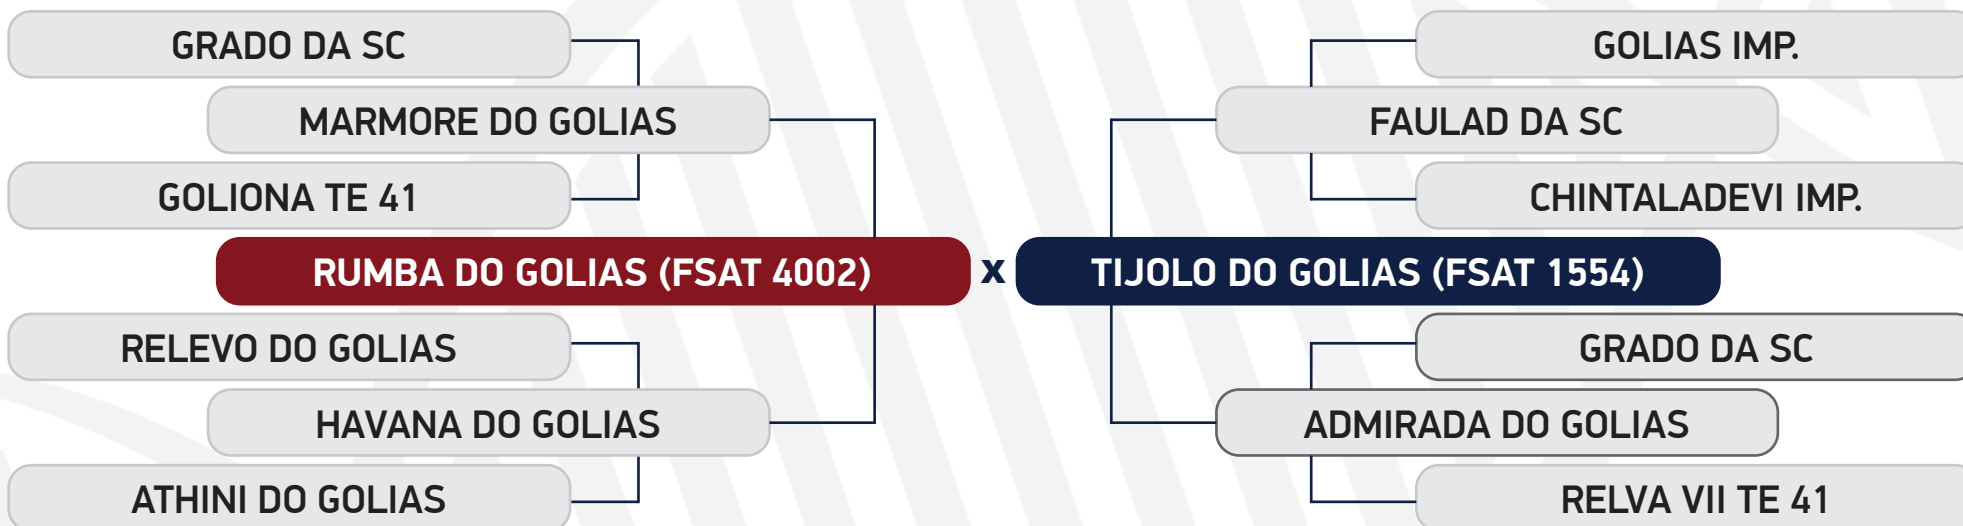 GRADO DA SC
GOLIAS IMP.
MARMORE DO GOLIAS
FAULAD DA SC
GOLIONA TE 41
CHINTALADEVI IMP.
RUMBA DO GOLIAS (FSAT 4002) x TIJOLO DO GOLIAS (FSAT 1554)
RELEVO DO GOLIAS
GRADO DA SC
HAVANA DO GOLIAS
ADMIRADA DO GOLIAS
ATHINI DO GOLIAS
RELVA VII TE 41